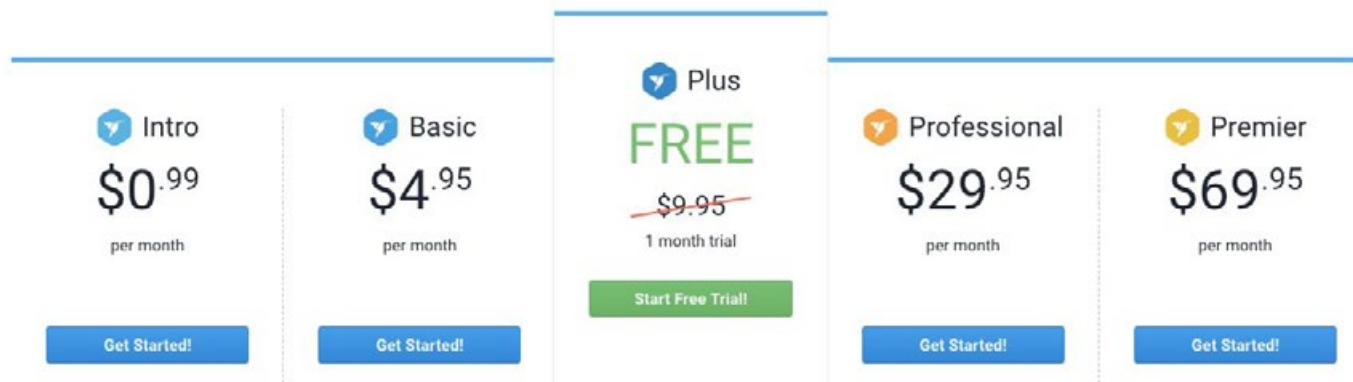 Intro
$0.99
per month
Get Started!
Basic
$4.95
per month
Get Started!
Plus
FREE
$9.95
1 month trial
Start Free Trial!
Professional
$29.95
per month
Get Started!
Premier
$69.95
per month
Get Started!